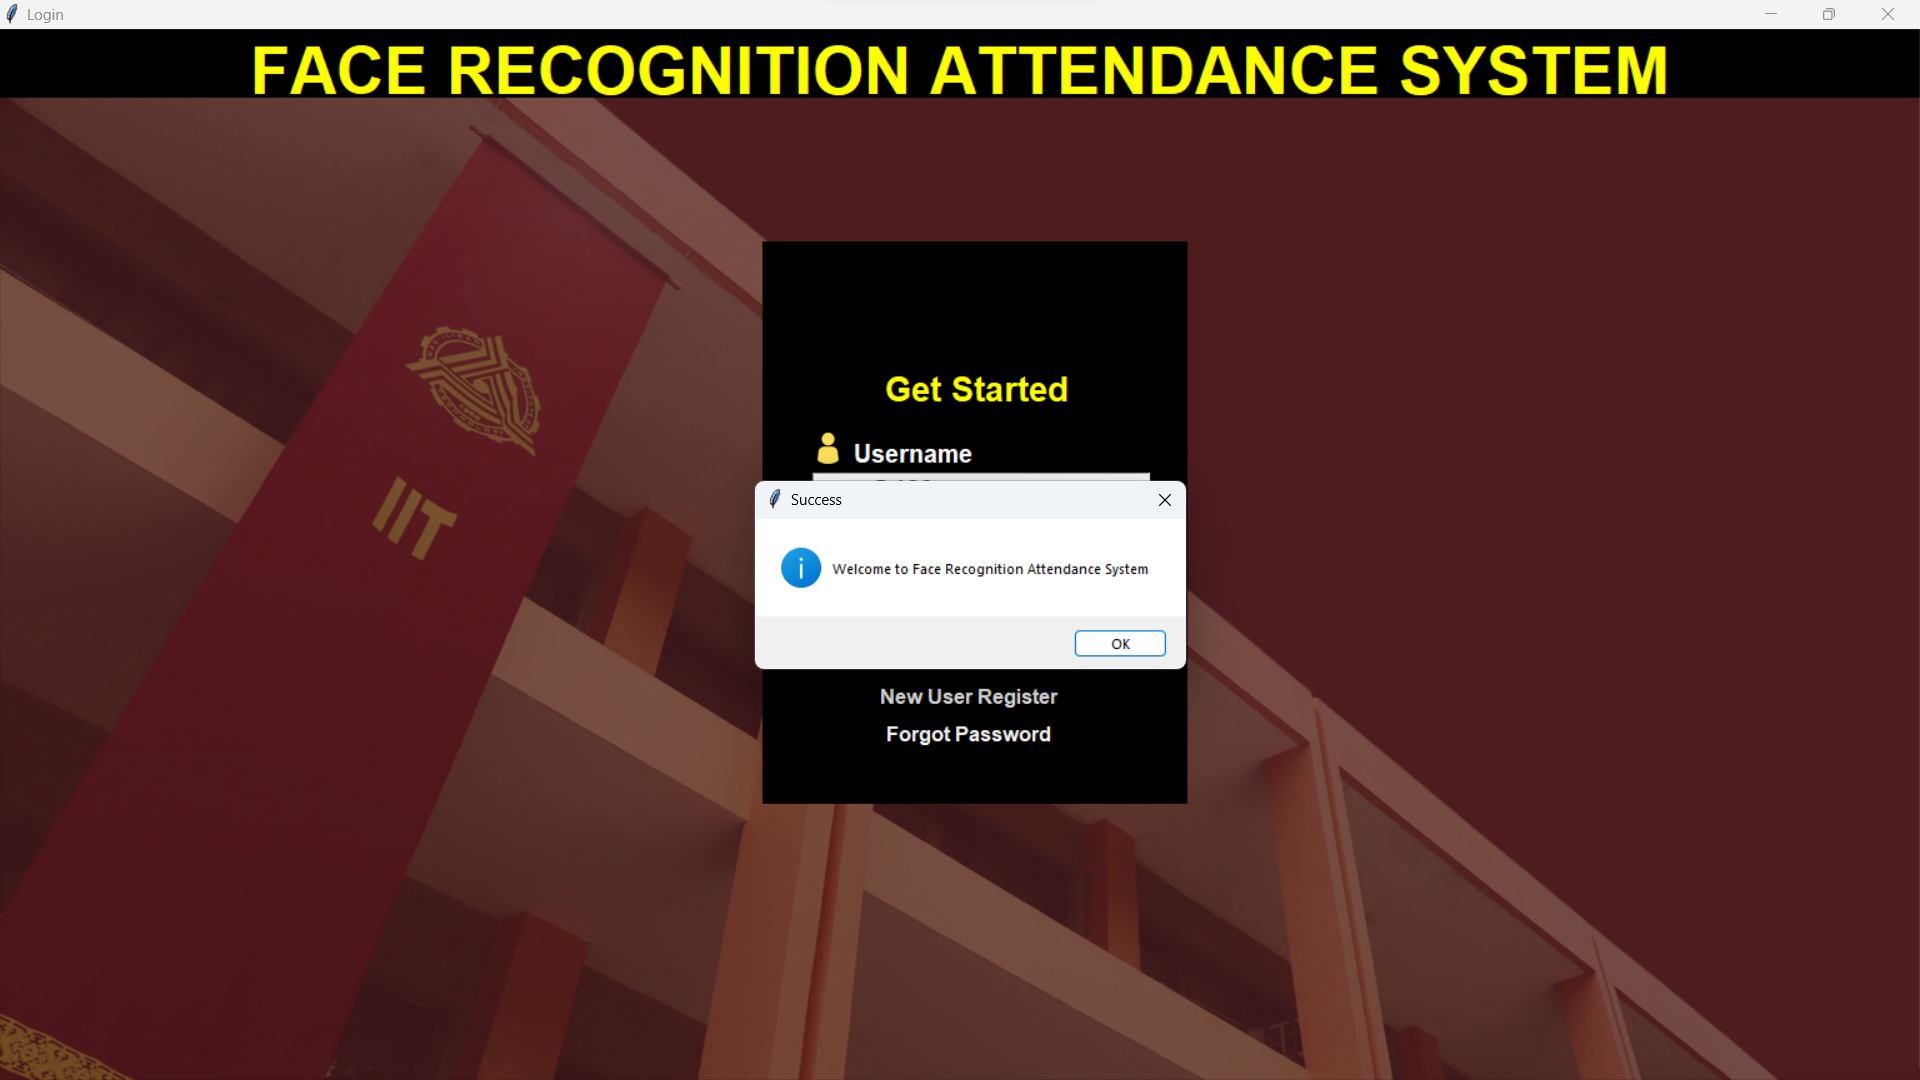 Login
FACE RECOGNITION ATTENDANCE SYSTEM
Get Started
Username
Success
Welcome to Face Recognition Attendance System
OK
New User Register
Forgot Password
IIT